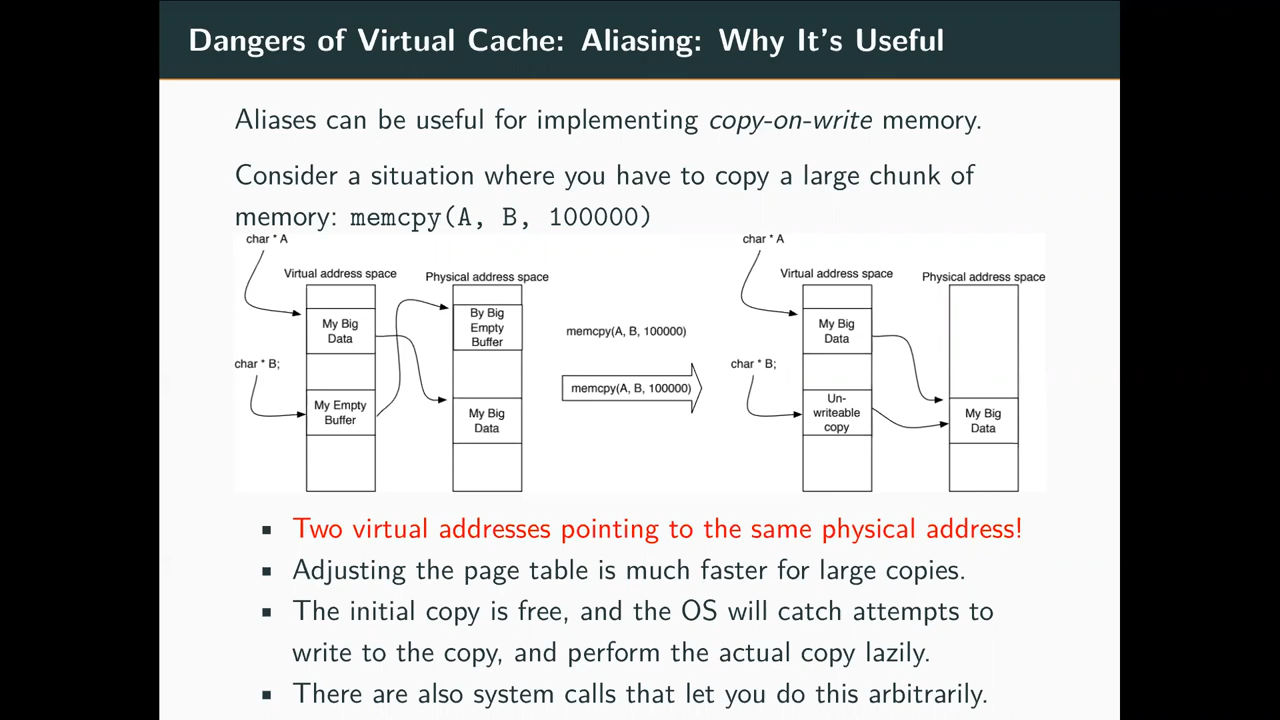 Dangers of Virtual Cache: Aliasing: Why It's Useful
Aliases can be useful for implementing copy-on-write memory.
Consider a situation where you have to copy a large chunk of
memory: memcpy(A, B, 100000)
char * A
Virtual address space
Physical address space
My Big
Data
By Big
Empty
Buffer
char * B;
My Empty
Buffer
My Big
Data
memcpy(A, B, 100000)
memcpy(A, B, 100000)
char * A
Virtual address space
Physical address space
My Big
Data
char * B;
Un-
writeable
copy
My Big
Data
▪ Two virtual addresses pointing to the same physical address!
▪ Adjusting the page table is much faster for large copies.
▪ The initial copy is free, and the OS will catch attempts to
write to the copy, and perform the actual copy lazily.
▪ There are also system calls that let you do this arbitrarily.